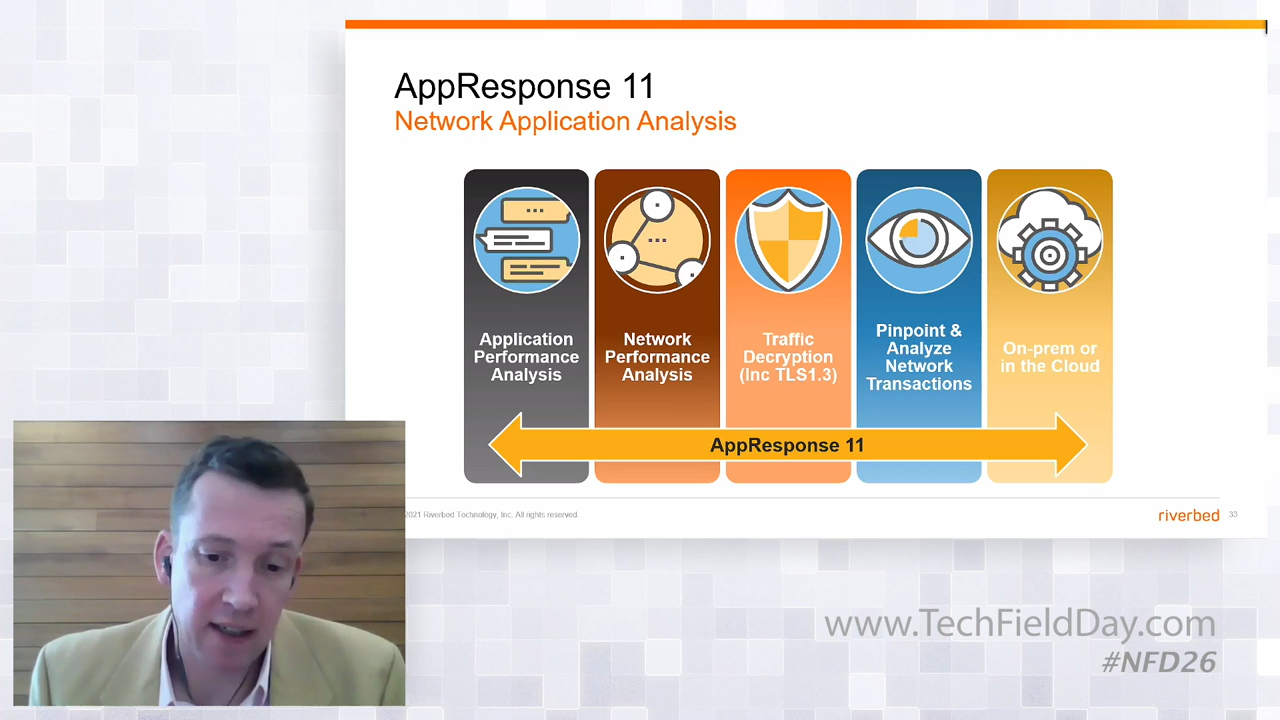 AppResponse 11
Network Application Analysis
Application
Performance
Analysis
Network
Performance
Analysis
Traffic
Decryption
(Inc TLS1.3)
Pinpoint &
Analyze
Network
Transactions
On-prem or
in the Cloud
AppResponse 11
2021 Riverbed Technology, Inc. All rights reserved.
riverbed
33
www.TechFieldDay.com
#NFD26